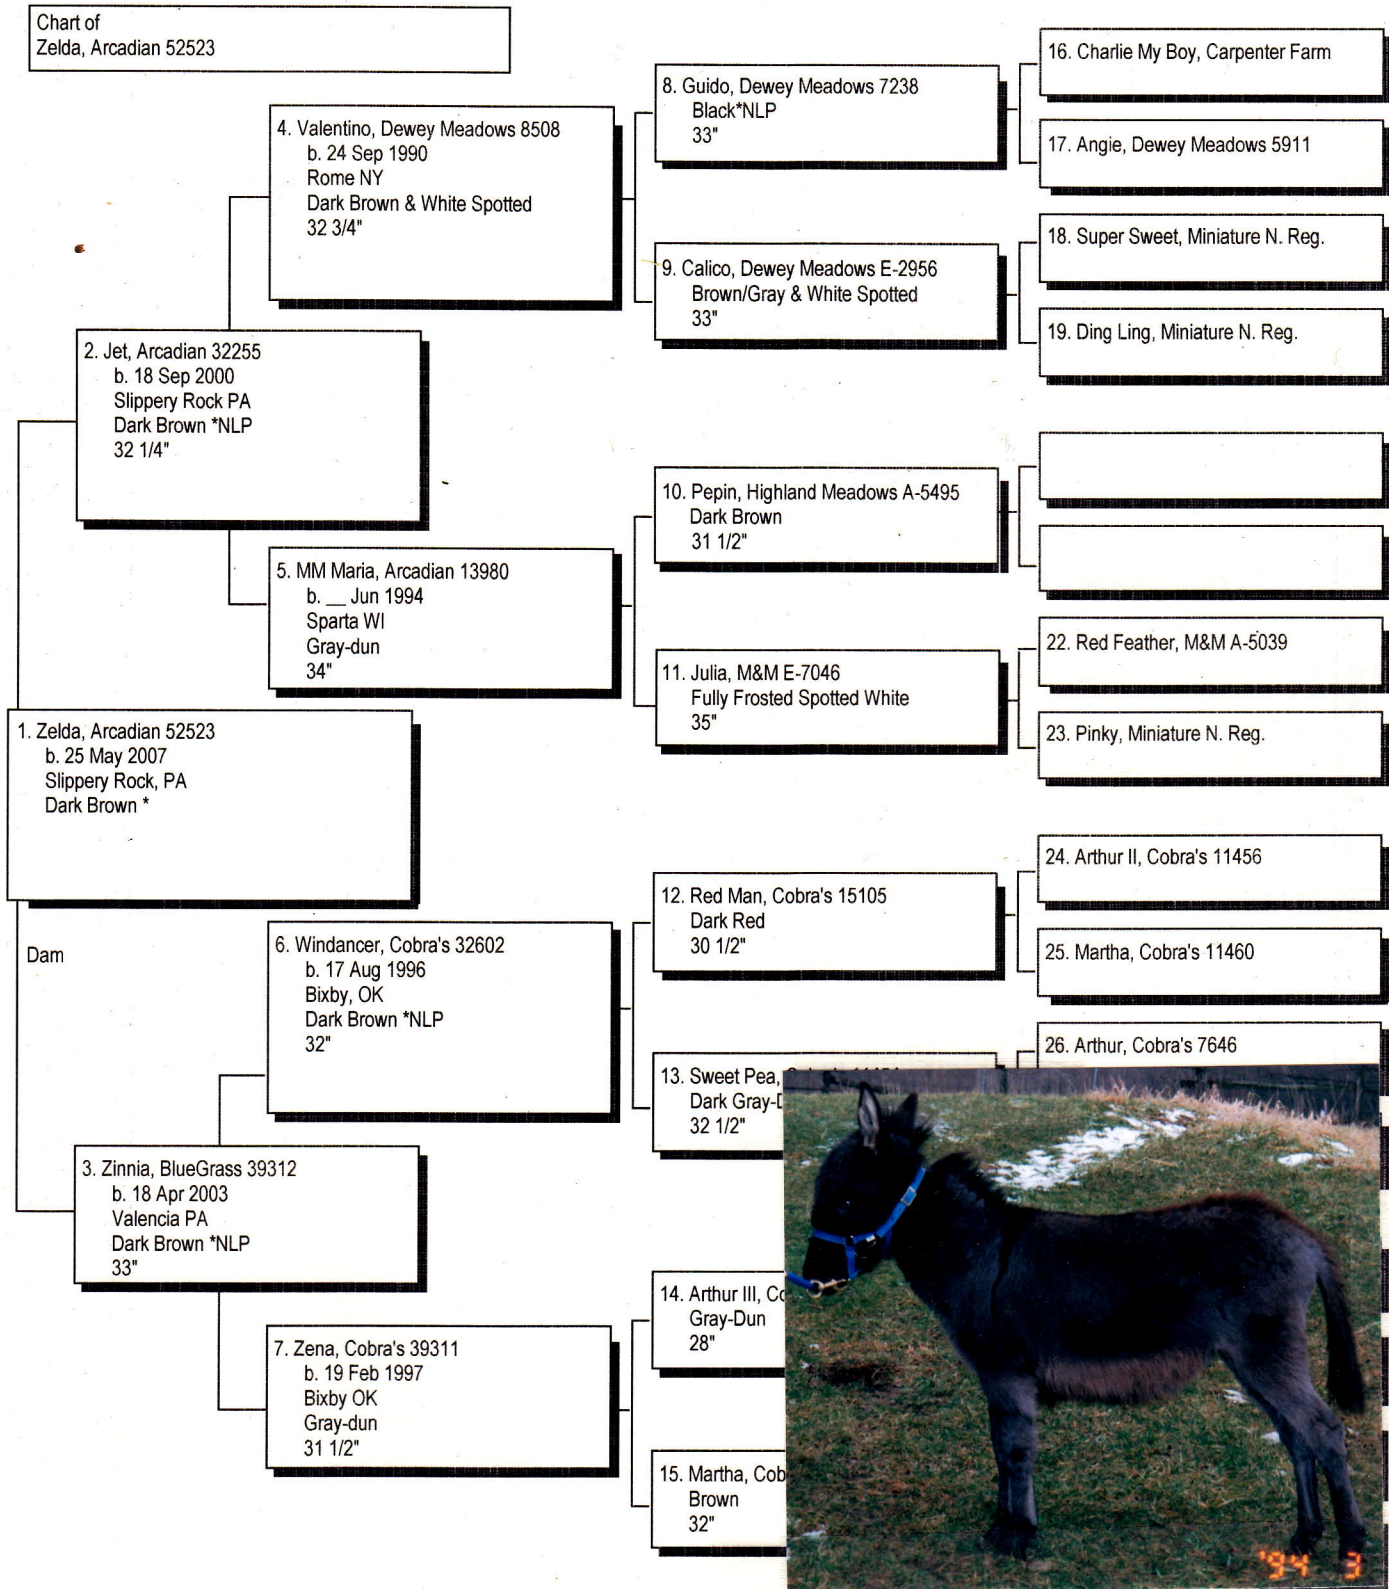 Chart of
Zelda, Arcadian 52523
16. Charlie My Boy, Carpenter Farm
8. Guido, Dewey Meadows 7238
Black*NLP
33"
4. Valentino, Dewey Meadows 8508
b. 24 Sep 1990
Rome NY
Dark Brown & White Spotted
32 3/4"
17. Angie, Dewey Meadows 5911
18. Super Sweet, Miniature N. Reg.
9. Calico, Dewey Meadows E-2956
Brown/Gray & White Spotted
33"
19. Ding Ling, Miniature N. Reg.
2. Jet, Arcadian 32255
b. 18 Sep 2000
Slippery Rock PA
Dark Brown *NLP
32 1/4"
10. Pepin, Highland Meadows A-5495
Dark Brown
31 1/2"
5. MM Maria, Arcadian 13980
b. __ Jun 1994
Sparta WI
Gray-dun
34"
22. Red Feather, M&M A-5039
11. Julia, M&M E-7046
Fully Frosted Spotted White
35"
23. Pinky, Miniature N. Reg.
1. Zelda, Arcadian 52523
b. 25 May 2007
Slippery Rock, PA
Dark Brown *
24. Arthur II, Cobra's 11456
12. Red Man, Cobra's 15105
Dark Red
30 1/2"
25. Martha, Cobra's 11460
Dam
6. Windancer, Cobra's 32602
b. 17 Aug 1996
Bixby, OK
Dark Brown *NLP
32"
26. Arthur, Cobra's 7646
13. Sweet Pea,
Dark Gray-
32 1/2"
3. Zinnia, BlueGrass 39312
b. 18 Apr 2003
Valencia PA
Dark Brown *NLP
33"
14. Arthur III,
Gray-Dun
28"
7. Zena, Cobra's 39311
b. 19 Feb 1997
Bixby OK
Gray-dun
31 1/2"
15. Martha,
Brown
32"
'94 3